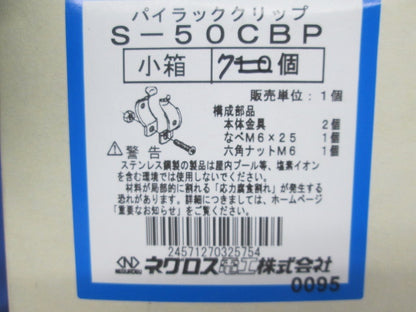 パイラッククリップ
S-50CBP
小箱 個
販売単位:1個
構成部品
本体金具 2個
なべM6×25 1個
六角ナットM6 1個
⚠警告
ステンレス鋼製の製品は屋内プール等、塩素イオン
を含む環境では使用しないでください。
材料が局部的に割れる「応力腐食割れ」が発生する
恐れがあります。詳細につきましては、ホームページ
「重要なお知らせ」をご覧ください。
24571270325754
NEGUROSU ネグロス電工株式会社
0095